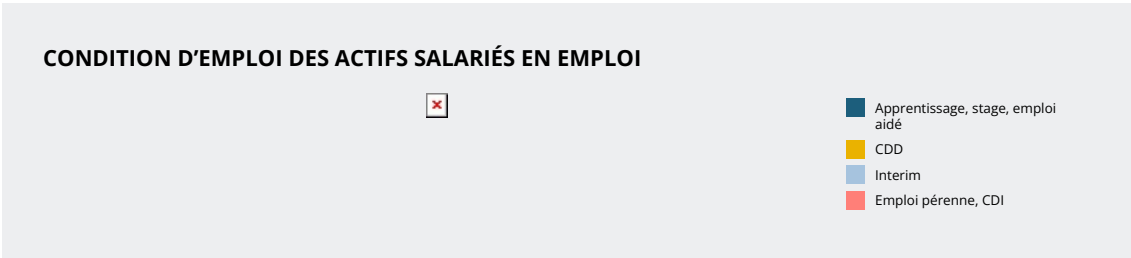 CONDITION D’EMPLOI DES ACTIFS SALARIÉS EN EMPLOI
Apprentissage, stage, emploi
aidé
CDD
Interim
Emploi pérenne, CDI